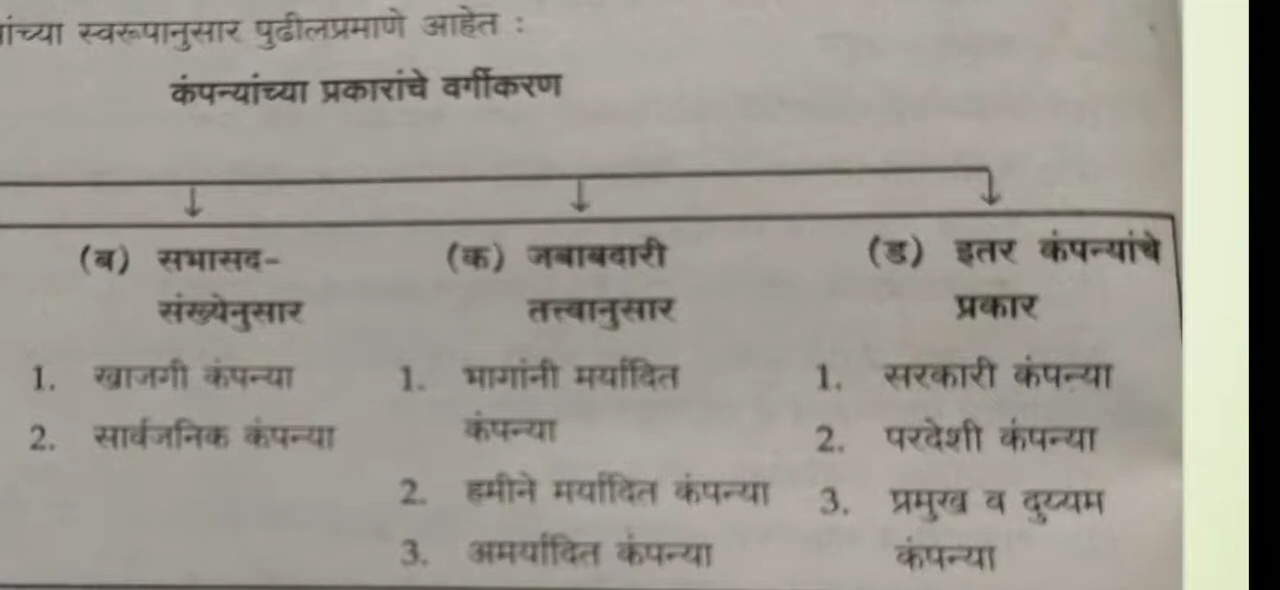 ांच्या स्वरूपानुसार पुढीलप्रमाणे आहेत :
कंपन्यांच्या प्रकारांचे वर्गीकरण
(ब) सभासद-
संख्येनुसार
1. खाजगी कंपन्या
2. सार्वजनिक कंपन्या
(क) जबाबदारी
तत्त्वानुसार
1. भागांनी मर्यादित
कंपन्या
2. हमीने मर्यादित कंपन्या
3. अमर्यादित कंपन्या
(ड) इतर कंपन्यांचे
प्रकार
1. सरकारी कंपन्या
2. परदेशी कंपन्या
3. प्रमुख व दुय्यम
कंपन्या